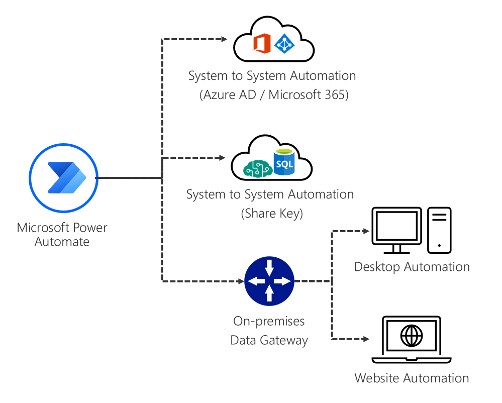 System to System Automation
(Azure AD / Microsoft 365)
SQL
System to System Automation
(Share Key)
Microsoft Power
Automate
Desktop Automation
On-premises
Data Gateway
Website Automation